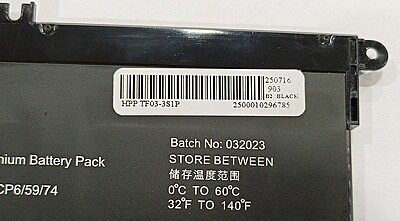 250716
903
B2 BLACK
HPP TF03-3S1P
2500010296785
Batch No: 032023
nium Battery Pack
STORE BETWEEN
储存温度范围
CP6/59/74
0°C TO 60°C
32°F TO 140°F